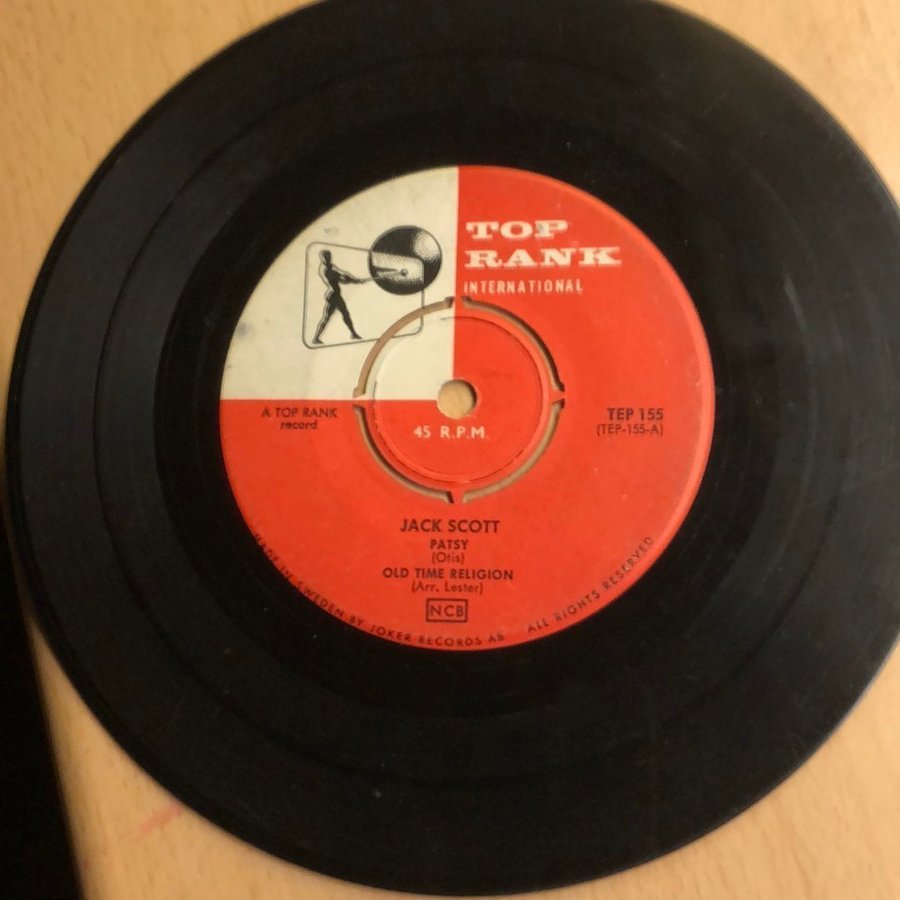 TOP
RANK
INTERNATIONAL
A TOP RANK
record
TEP 155
(TEP-155-A)
45 R.P.M.
JACK SCOTT
PATSY
(Otis)
OLD TIME RELIGION
(Arr. Lester)
NCB
MADE IN SWEDEN BY JOKER RECORDS AB ALL RIGHTS RESERVED